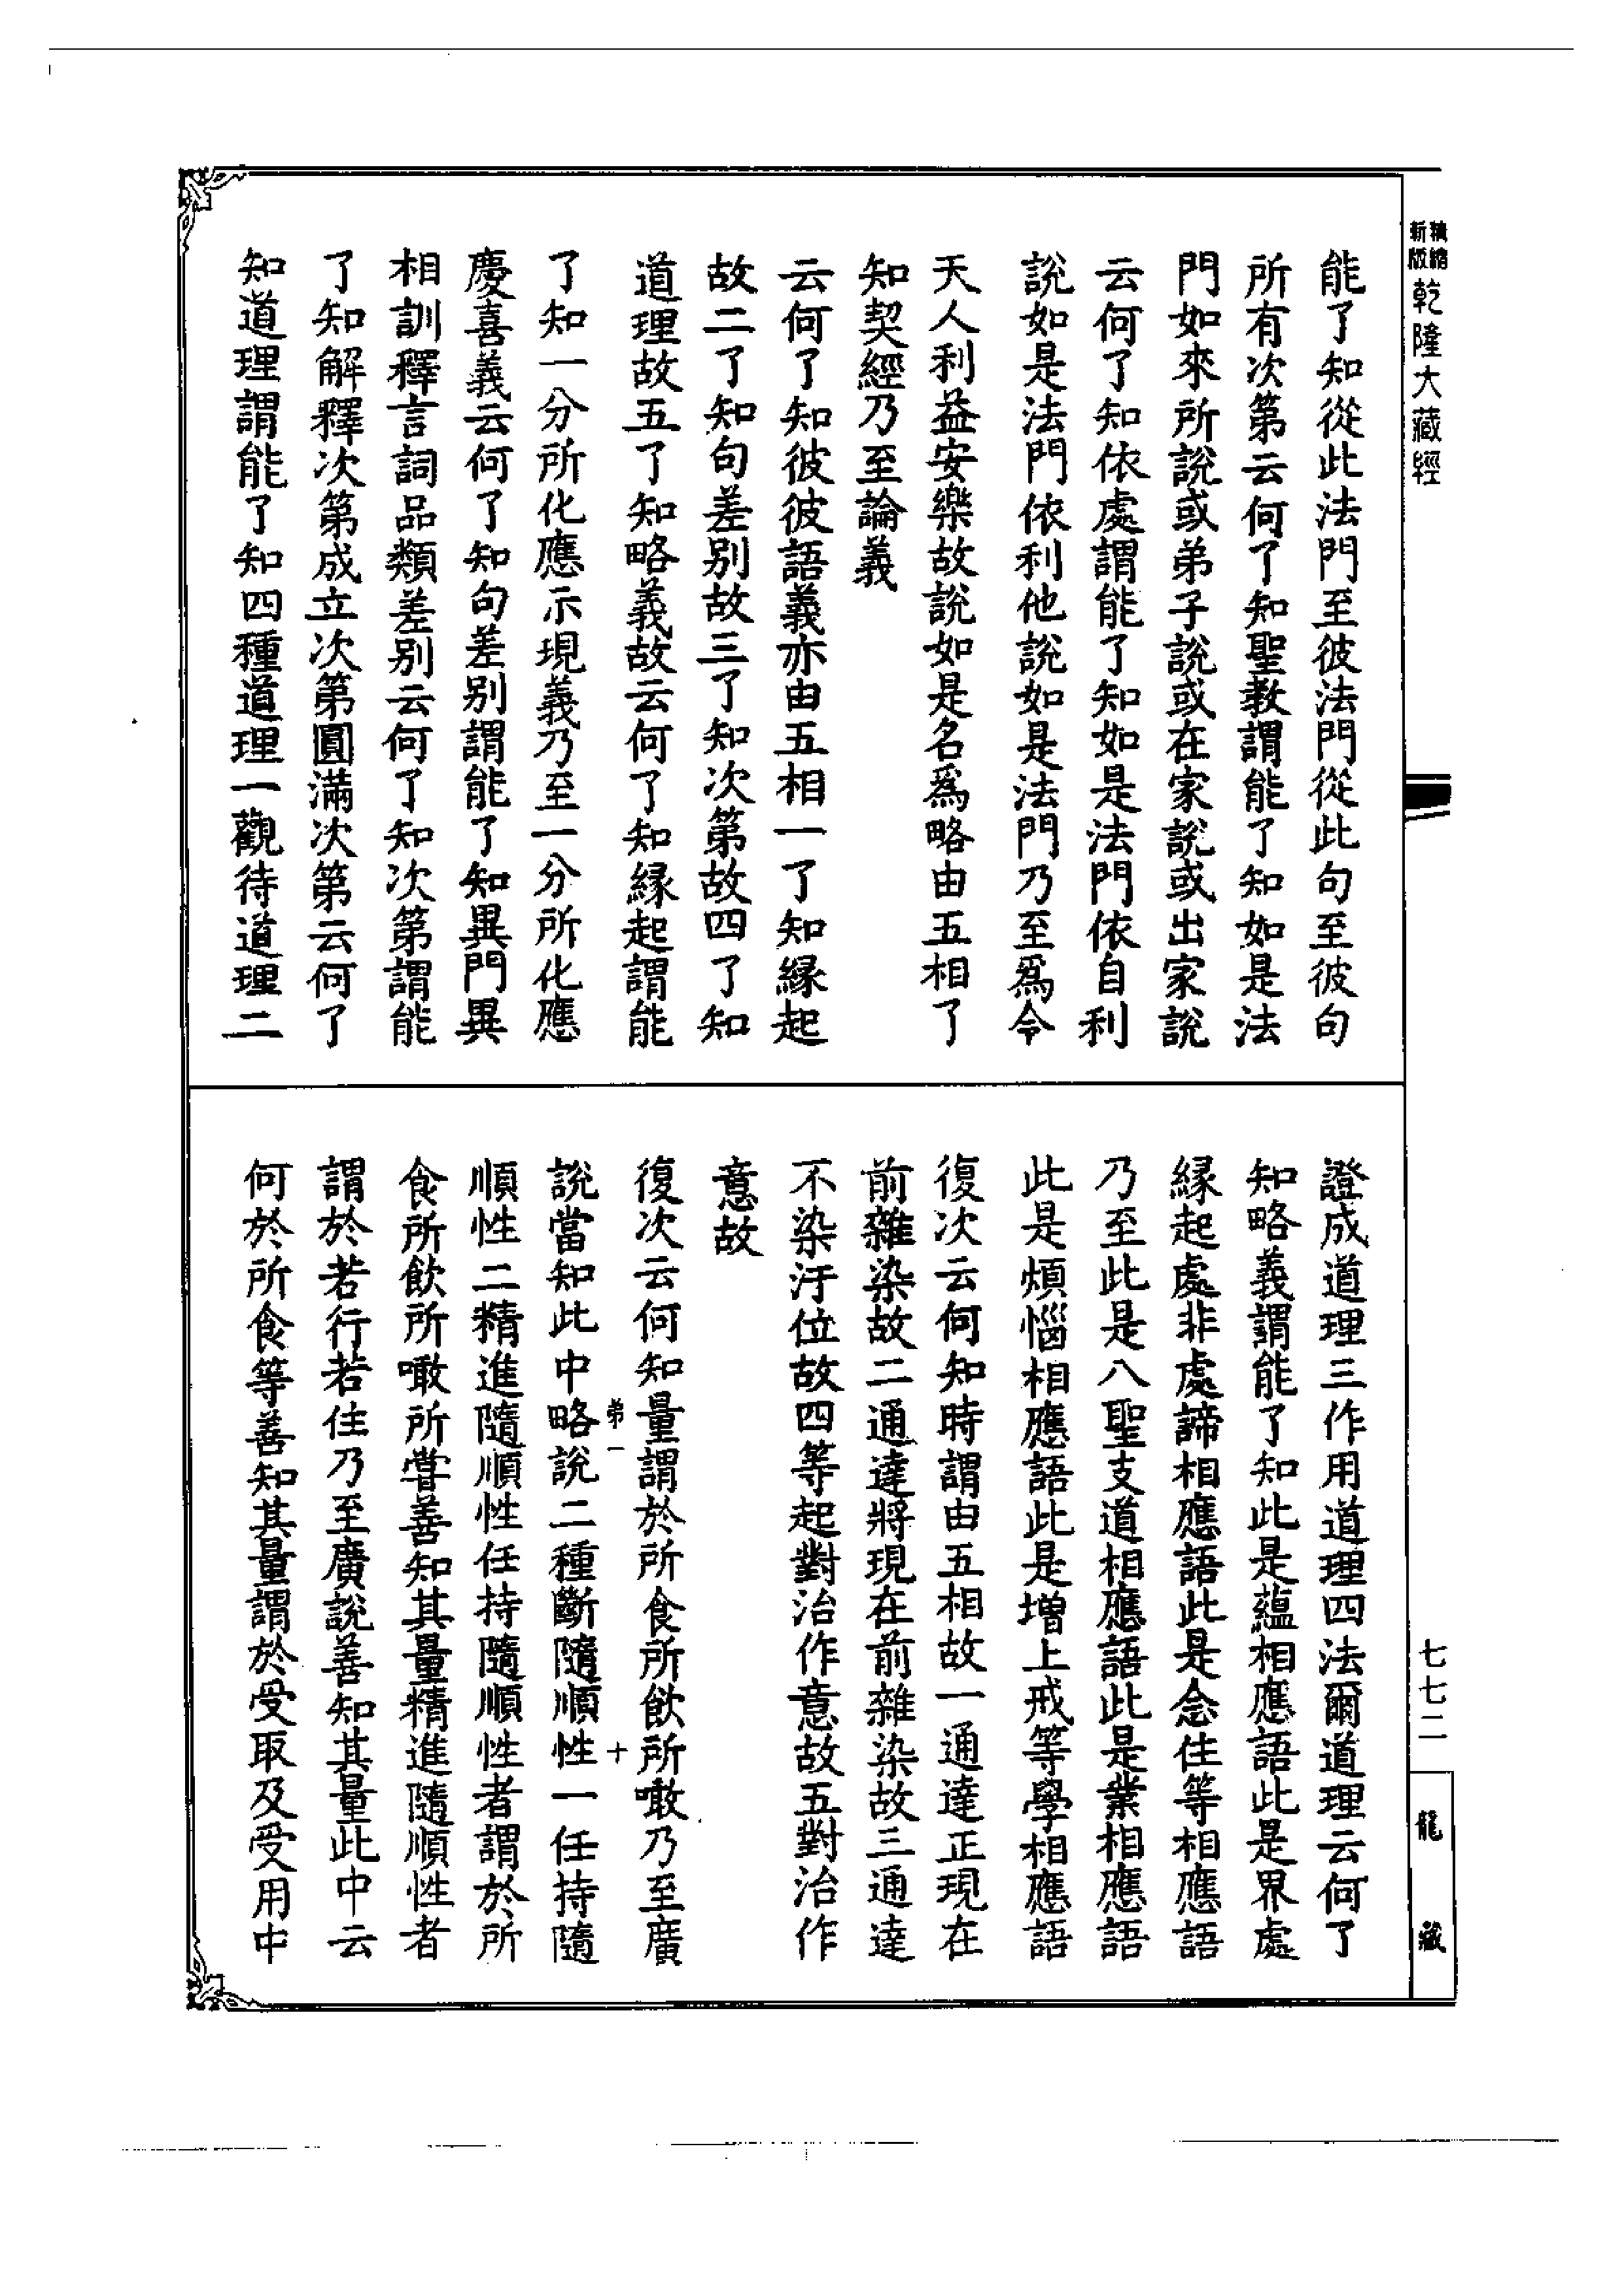 精縮
新版
乾隆大藏經
能了知從此法門至彼法門從此句至彼句
所有次第云何了知聖教謂能了知如是法
門如來所說或弟子說或在家說或出家說
云何了知依處謂能了知如是法門依自利
說如是法門依利他說如是法門乃至爲令
天人利益安樂故說如是名爲略由五相了
知契經乃至論義
云何了知彼彼語義亦由五相一了知緣起
故二了知句差別故三了知次第故四了知
道理故五了知略義故云何了知緣起謂能
了知一分所化應示現義乃至一分所化應
慶喜義云何了知句差別謂能了知異門異
相訓釋言詞品類差別云何了知次第謂能
了知解釋次第成立次第圓滿次第云何了
知道理謂能了知四種道理一觀待道理二
證成道理三作用道理四法爾道理云何了
知略義謂能了知此是蘊相應語此是界處
緣起處非處諦相應語此是念住等相應語
乃至此是八聖支道相應語此是業相應語
此是煩惱相應語此是增上戒等學相應語
復次云何知時謂由五相故一通達正現在
前雜染故二通達將現在前雜染故三通達
不染汙位故四等起對治作意故五對治作
意故
復次云何知量謂於所食所飲所噉乃至廣
第一 十
說當知此中略說二種斷隨順性一任持隨
順性二精進隨順性任持隨順性者謂於所
食所飲所噉所嘗善知其量精進隨順性者
謂於若行若住乃至廣說善知其量此中云
何於所食等善知其量謂於受取及受用中
七七二
龍藏